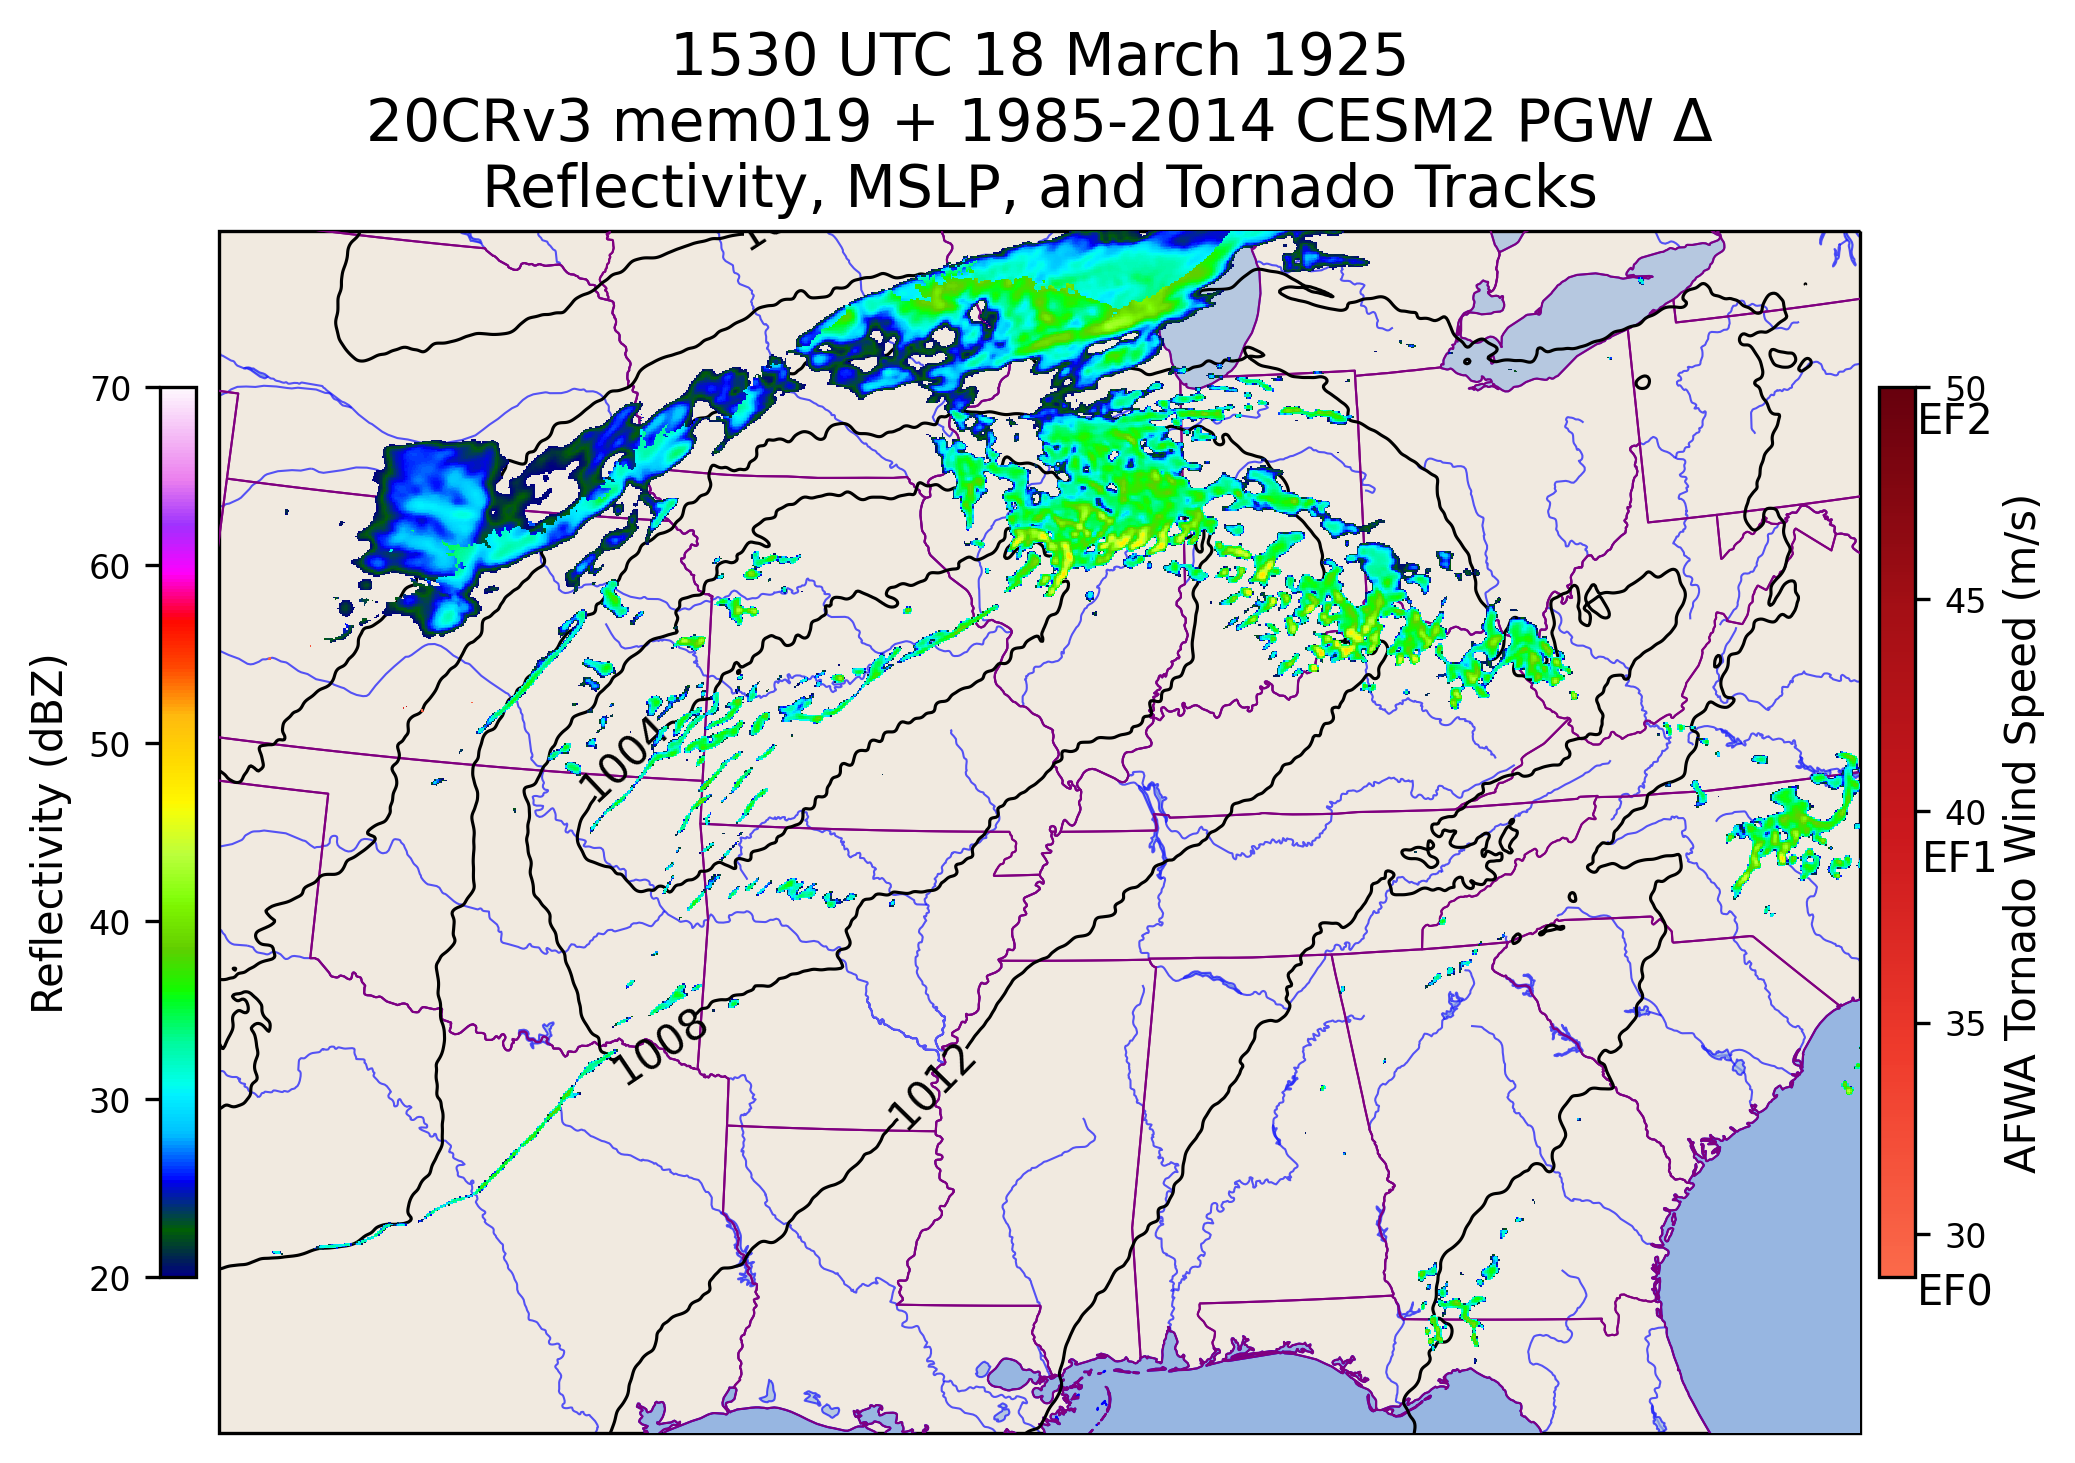 1530 UTC 18 March 1925
20CRv3 mem019 + 1985-2014 CESM2 PGW Δ
Reflectivity, MSLP, and Tornado Tracks
70
60
50
40
30
20
Reflectivity (dBZ)
1004
1008
1012
50
EF2
45
40
EF1
35
30
EF0
AFWA Tornado Wind Speed (m/s)